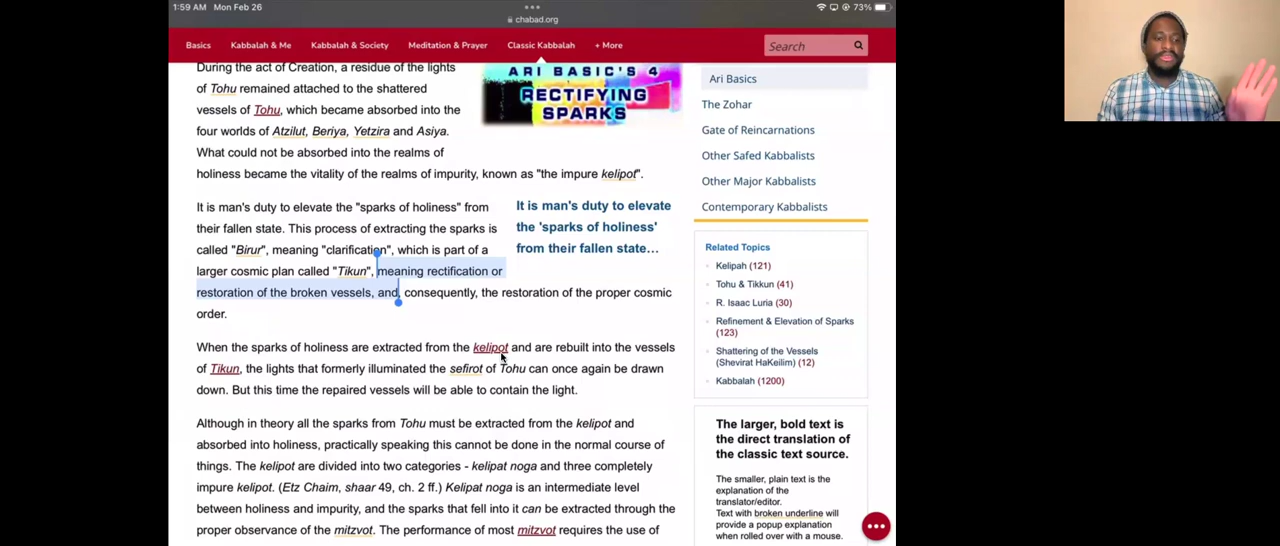 1:59 AM Mon Feb 26
73%
chabad.org
Basics Kabbalah & Me Kabbalah & Society Meditation & Prayer Classic Kabbalah + More Search
During the act of Creation, a residue of the lights
of Tohu remained attached to the shattered
vessels of Tohu, which became absorbed into the
four worlds of Atzilut, Beriya, Yetzira and Asiya.
What could not be absorbed into the realms of
holiness became the vitality of the realms of impurity, known as "the impure kelipot".
ARI BASIC'S 4
RECTIFYING
SPARKS
It is man's duty to elevate the "sparks of holiness" from
their fallen state. This process of extracting the sparks is
called "Birur", meaning "clarification", which is part of a
larger cosmic plan called "Tikun", meaning rectification or
restoration of the broken vessels, and, consequently, the restoration of the proper cosmic
order.
It is man's duty to elevate
the 'sparks of holiness'
from their fallen state...
When the sparks of holiness are extracted from the kelipot and are rebuilt into the vessels
of Tikun, the lights that formerly illuminated the sefirot of Tohu can once again be drawn
down. But this time the repaired vessels will be able to contain the light.
Although in theory all the sparks from Tohu must be extracted from the kelipot and
absorbed into holiness, practically speaking this cannot be done in the normal course of
things. The kelipot are divided into two categories - kelipat noga and three completely
impure kelipot. (Etz Chaim, shaar 49, ch. 2 ff.) Kelipat noga is an intermediate level
between holiness and impurity, and the sparks that fell into it can be extracted through the
proper observance of the mitzvot. The performance of most mitzvot requires the use of
Ari Basics
The Zohar
Gate of Reincarnations
Other Safed Kabbalists
Other Major Kabbalists
Contemporary Kabbalists
Related Topics
Kelipah (121)
Tohu & Tikkun (41)
R. Isaac Luria (30)
Refinement & Elevation of Sparks
(123)
Shattering of the Vessels
(Shevirat HaKeilim) (12)
Kabbalah (1200)
The larger, bold text is
the direct translation of
the classic text source.
The smaller, plain text is the
explanation of the
translator/editor.
Text with broken underline will
provide a popup explanation
when rolled over with a mouse.